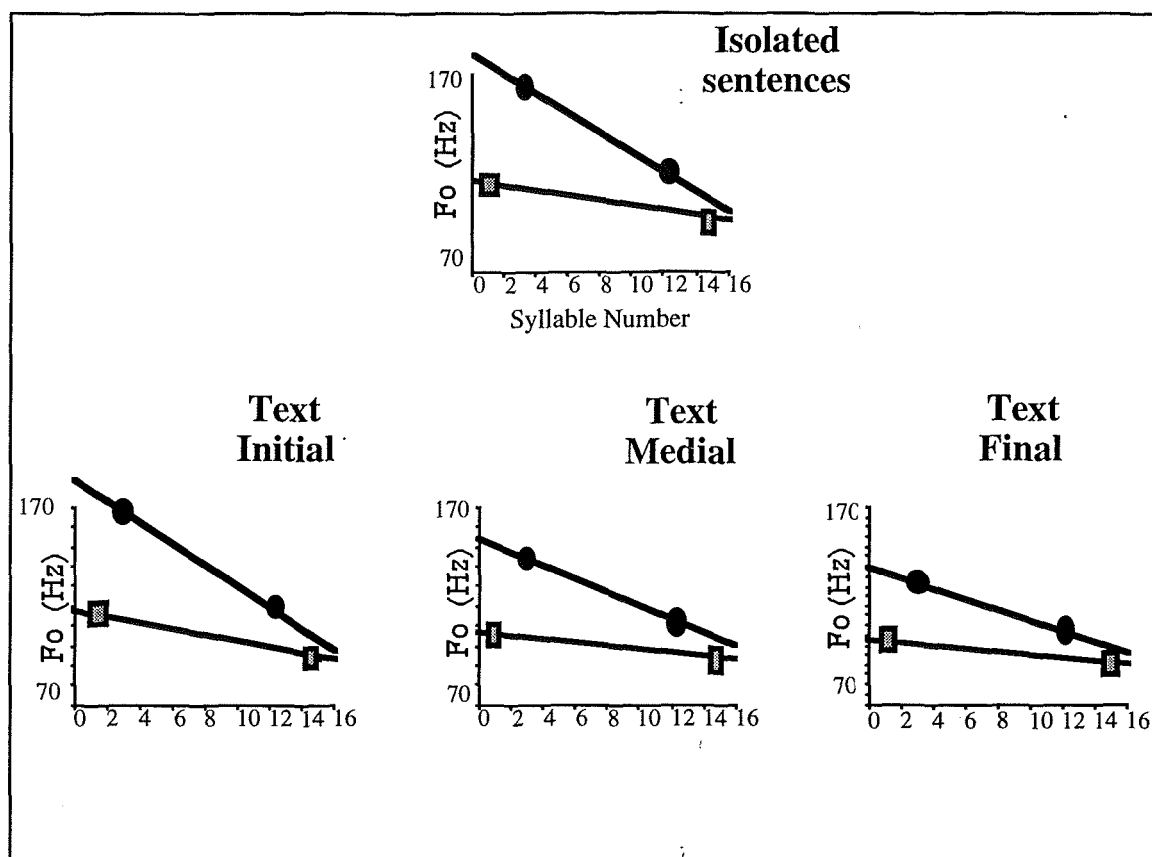 Isolated
sentences
170
Fo (Hz)
70
0 2 4 6 8 10 12 14 16
Syllable Number
Text
Initial
170
Fo (Hz)
70
0 2 4 6 8 10 12 14 16
Text
Medial
170
Fo (Hz)
70
0 2 4 6 8 10 12 14 16
Text
Final
170
Fo (Hz)
70
0 2 4 6 8 10 12 14 16